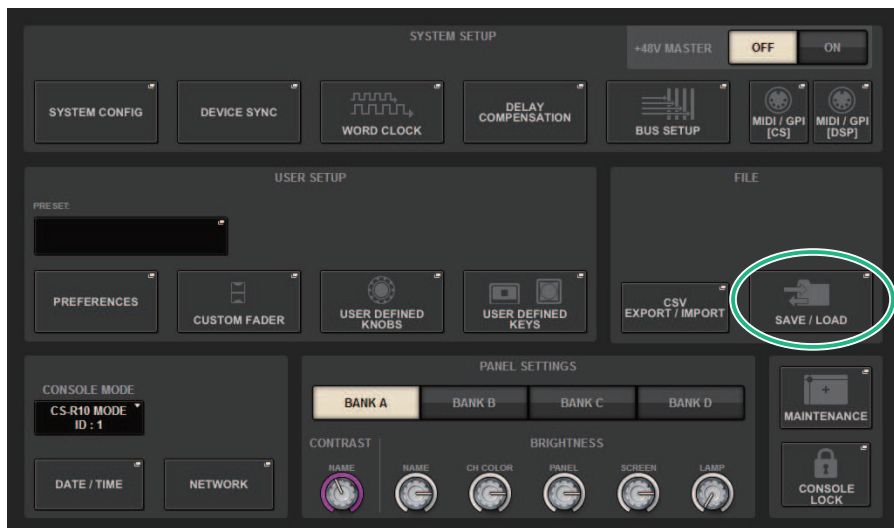 SYSTEM SETUP
+48V MASTER
OFF
ON
SYSTEM CONFIG
DEVICE SYNC
WORD CLOCK
DELAY
COMPENSATION
BUS SETUP
MIDI / GPI
[CS]
MIDI / GPI
[DSP]
USER SETUP
PRESET
PREFERENCES
CUSTOM FADER
USER DEFINED
KNOBS
USER DEFINED
KEYS
FILE
CSV
EXPORT / IMPORT
SAVE / LOAD
CONSOLE MODE
CS-R10 MODE
ID : 1
DATE / TIME
NETWORK
PANEL SETTINGS
BANK A
BANK B
BANK C
BANK D
CONTRAST
BRIGHTNESS
NAME
NAME
CH COLOR
PANEL
SCREEN
LAMP
MAINTENANCE
CONSOLE
LOCK